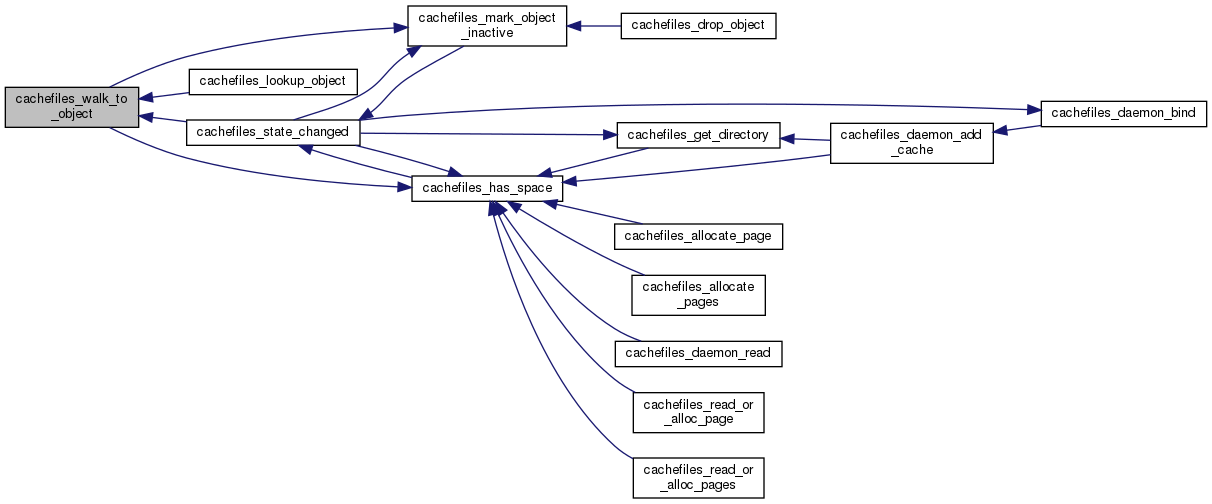 cachefiles_mark_object
_inactive
cachefiles_drop_object
cachefiles_lookup_object
cachefiles_walk_to
_object
cachefiles_state_changed
cachefiles_daemon_bind
cachefiles_get_directory
cachefiles_daemon_add
_cache
cachefiles_has_space
cachefiles_allocate_page
cachefiles_allocate
_pages
cachefiles_daemon_read
cachefiles_read_or
_alloc_page
cachefiles_read_or
_alloc_pages